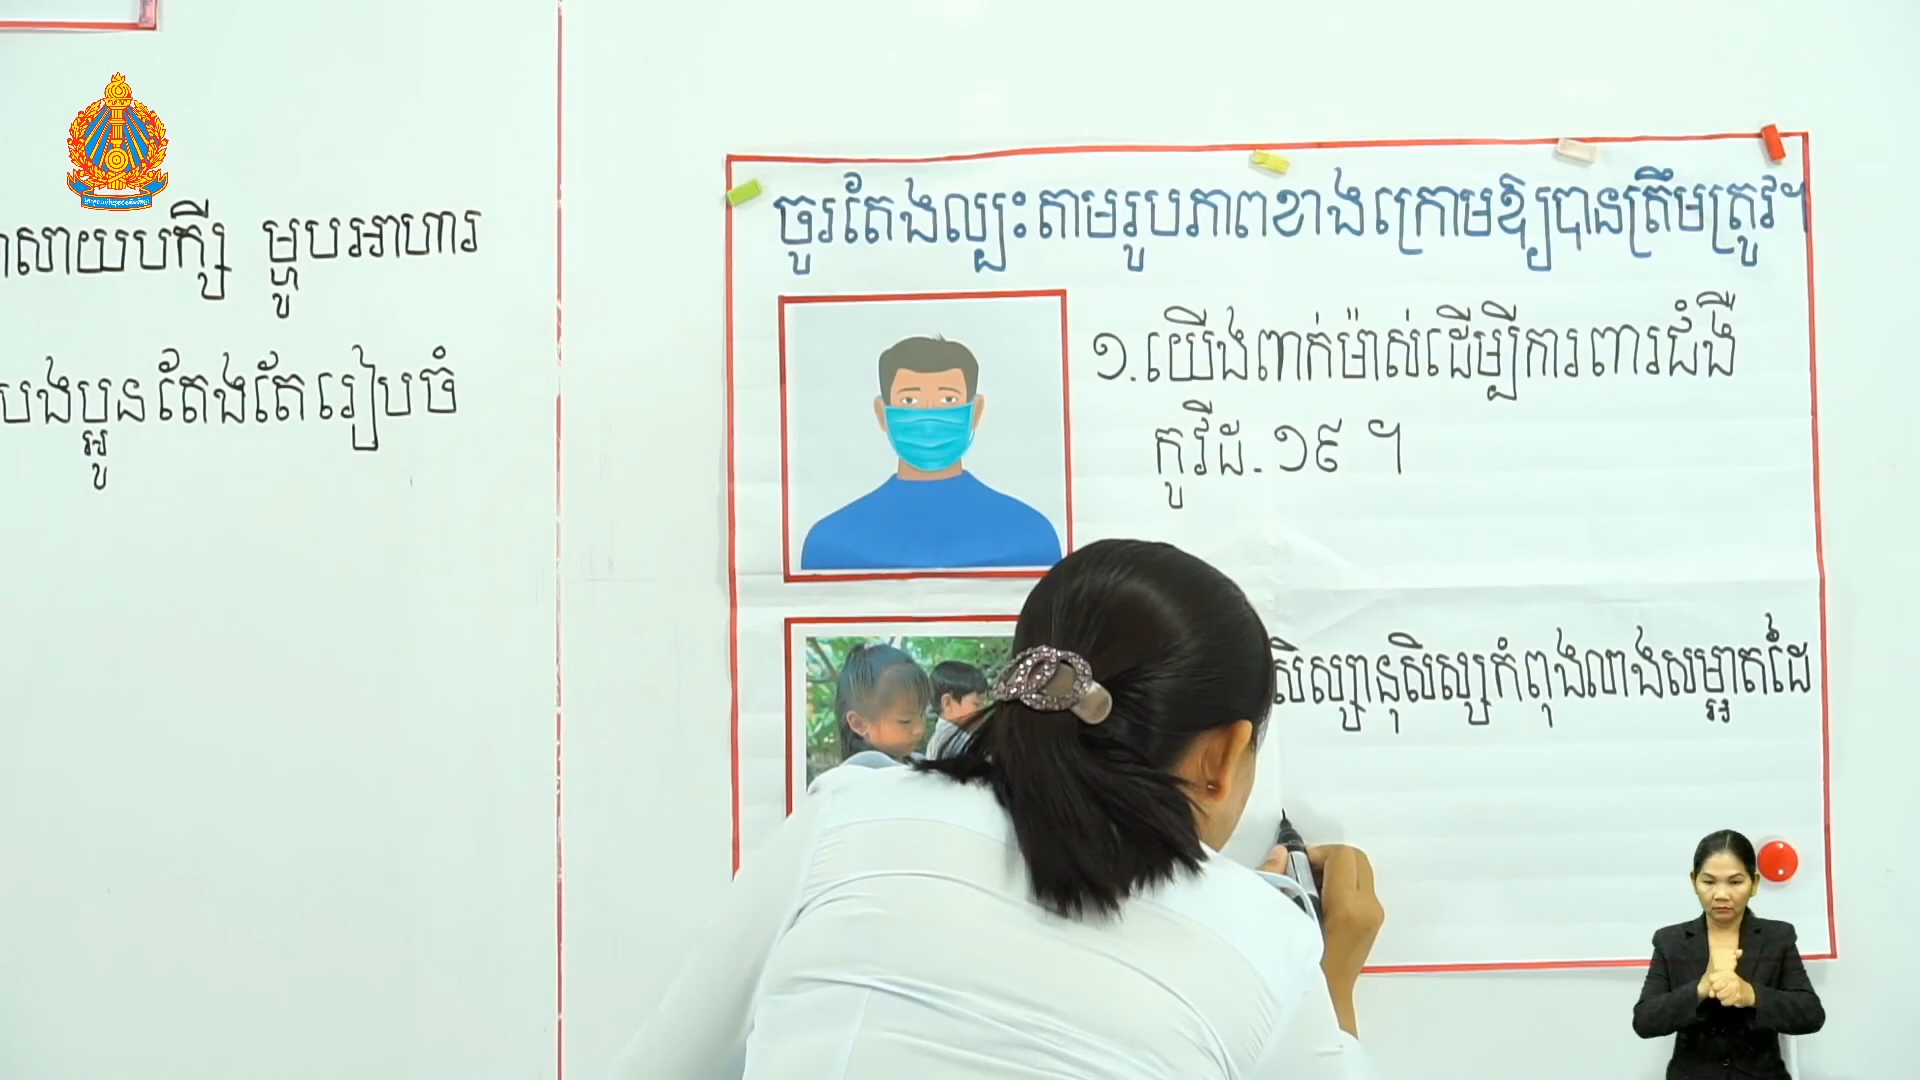 សាយបក្សី ម្ហូបអាហារ
បងប្អូនតែងតែរៀបចំ
ចូរតែងល្បះតាមរូបភាពខាងក្រោមឱ្យបានត្រឹមត្រូវ។
១.យើងពាក់ម៉ាស់ដើម្បីការពារជំងឺ
កូវីដ-១៩ ។
សិស្សានុសិស្សកំពុងលាងសម្អាតដៃ